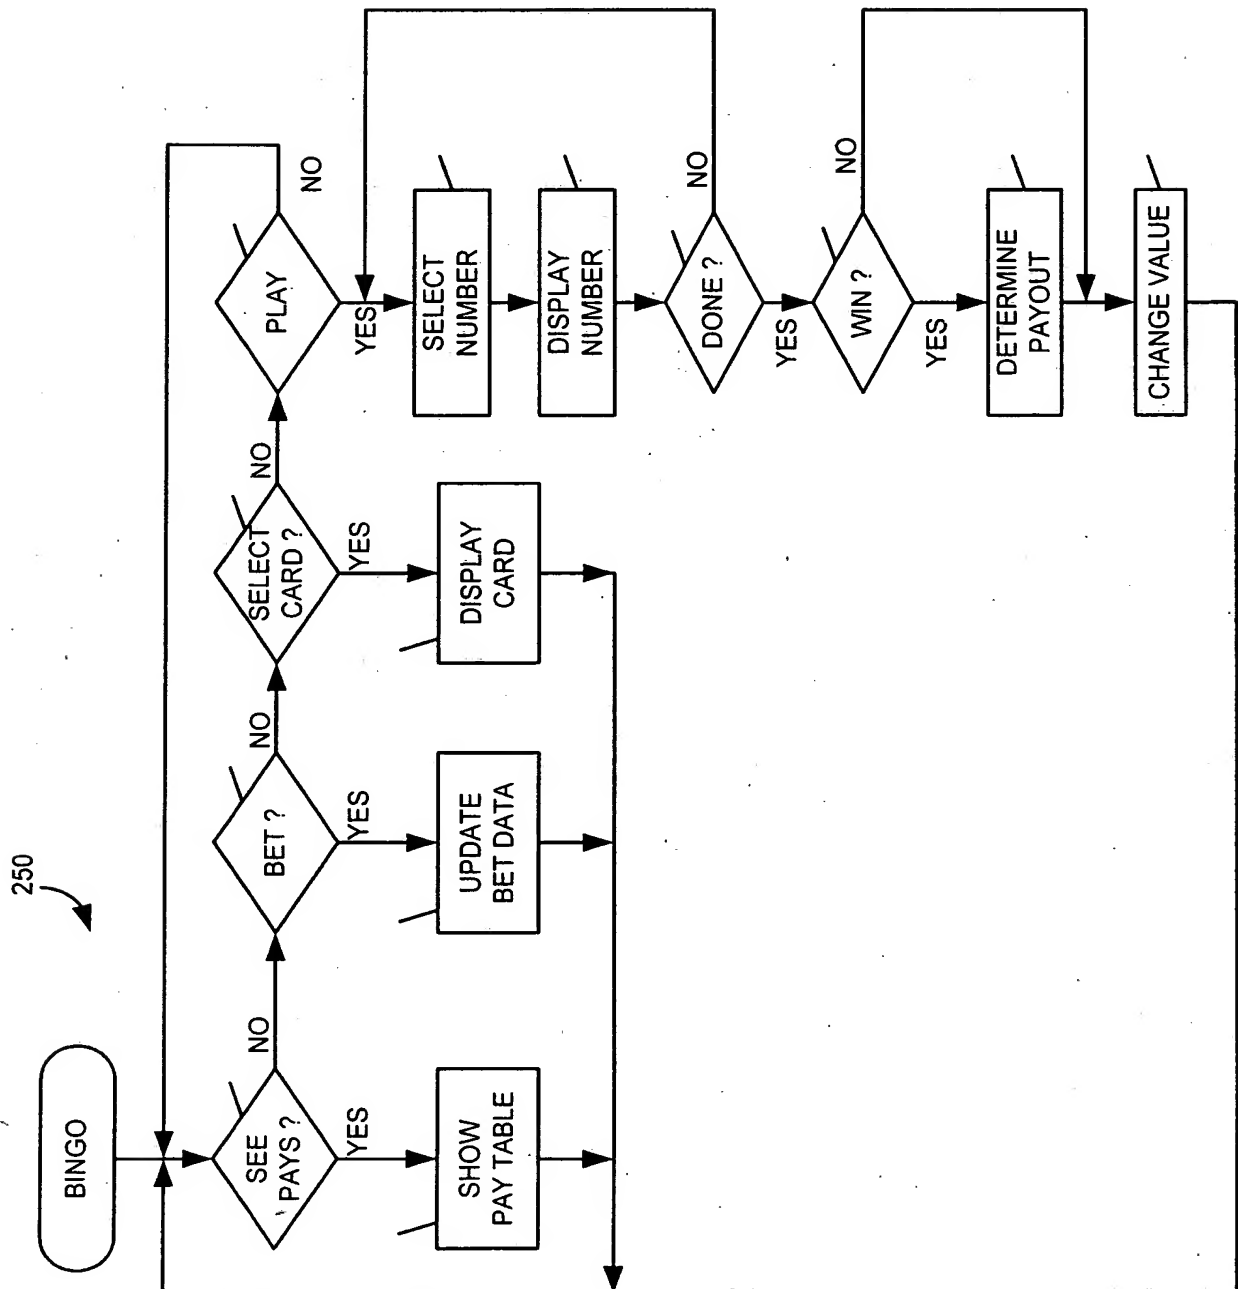 250
BINGO
SEE
PAYS ?
NO
YES
SHOW
PAY TABLE
BET ?
NO
YES
UPDATE
BET DATA
SELECT
CARD ?
NO
YES
DISPLAY
CARD
PLAY
NO
YES
SELECT
NUMBER
DISPLAY
NUMBER
DONE ?
NO
YES
WIN ?
NO
YES
DETERMINE
PAYOUT
CHANGE VALUE